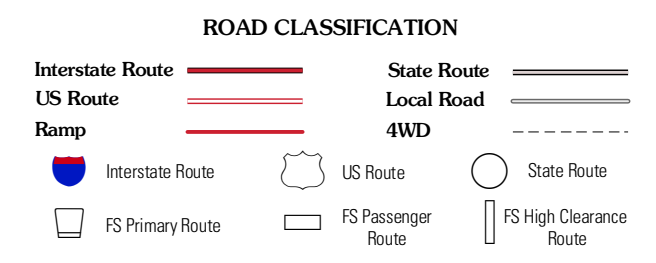 ROAD CLASSIFICATION
Interstate Route
State Route
US Route
Local Road
Ramp
4WD
Interstate Route
US Route
State Route
FS Primary Route
FS Passenger
Route
FS High Clearance
Route